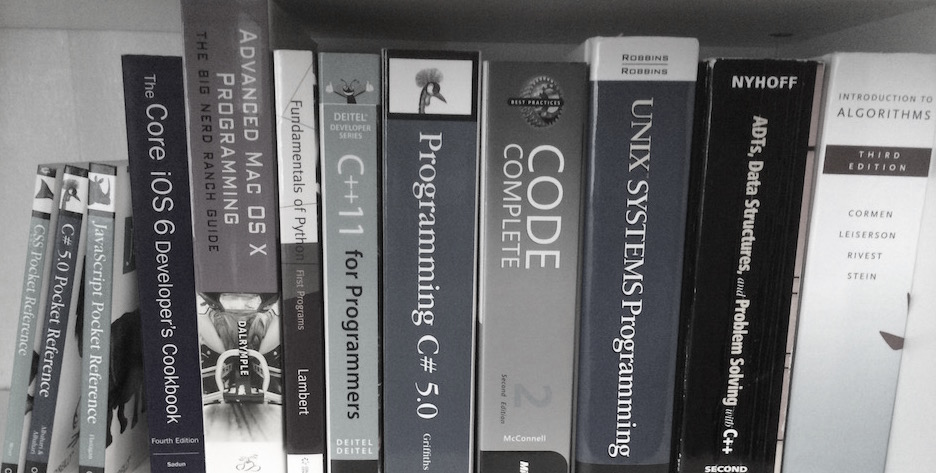 CSS Pocket Reference
C# 5.0 Pocket Reference
Albahari &
Albahari
JavaScript Pocket Reference
Flanagan
The Core iOS 6 Developer's Cookbook
Fourth Edition
Sadun
ADVANCED MAC OS X
PROGRAMMING
THE BIG NERD RANCH GUIDE
DALRYMPLE
Fundamentals of Python
First Programs
Lambert
DEITEL®
DEVELOPER
SERIES
C++11 for Programmers
DEITEL
DEITEL
Programming C# 5.0
Griffiths
BEST PRACTICES
CODE
COMPLETE
2
Second Edition
McConnell
ROBBINS
ROBBINS
UNIX SYSTEMS Programming
NYHOFF
ADTs, Data Structures, and Problem Solving with C++
SECOND
INTRODUCTION TO
ALGORITHMS
THIRD
EDITION
CORMEN
LEISERSON
RIVEST
STEIN